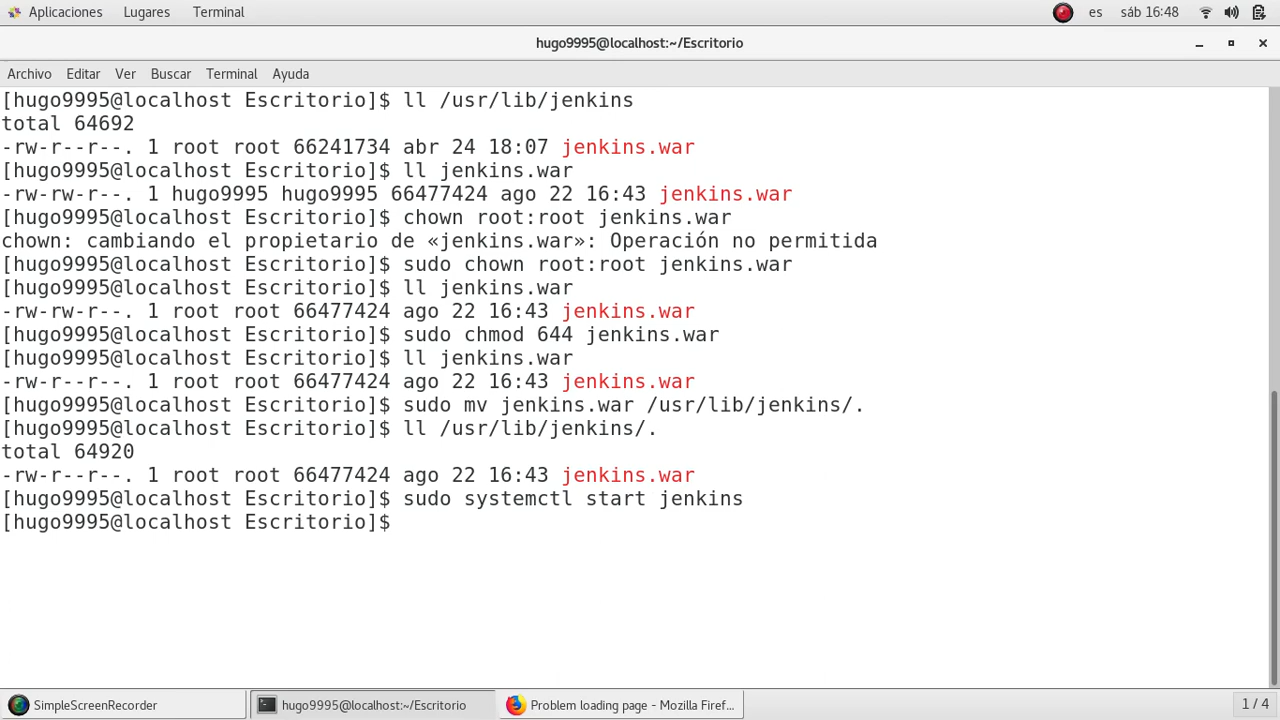 Aplicaciones Lugares Terminal es sáb 16:48
hugo9995@localhost:~/Escritorio
Archivo Editar Ver Buscar Terminal Ayuda
[hugo9995@localhost Escritorio]$ ll /usr/lib/jenkins
total 64692
-rw-r--r--. 1 root root 66241734 abr 24 18:07 jenkins.war
[hugo9995@localhost Escritorio]$ ll jenkins.war
-rw-rw-r--. 1 hugo9995 hugo9995 66477424 ago 22 16:43 jenkins.war
[hugo9995@localhost Escritorio]$ chown root:root jenkins.war
chown: cambiando el propietario de «jenkins.war»: Operación no permitida
[hugo9995@localhost Escritorio]$ sudo chown root:root jenkins.war
[hugo9995@localhost Escritorio]$ ll jenkins.war
-rw-rw-r--. 1 root root 66477424 ago 22 16:43 jenkins.war
[hugo9995@localhost Escritorio]$ sudo chmod 644 jenkins.war
[hugo9995@localhost Escritorio]$ ll jenkins.war
-rw-r--r--. 1 root root 66477424 ago 22 16:43 jenkins.war
[hugo9995@localhost Escritorio]$ sudo mv jenkins.war /usr/lib/jenkins/.
[hugo9995@localhost Escritorio]$ ll /usr/lib/jenkins/.
total 64920
-rw-r--r--. 1 root root 66477424 ago 22 16:43 jenkins.war
[hugo9995@localhost Escritorio]$ sudo systemctl start jenkins
[hugo9995@localhost Escritorio]$
SimpleScreenRecorder hugo9995@localhost:~/Escritorio Problem loading page - Mozilla Firef... 1 / 4